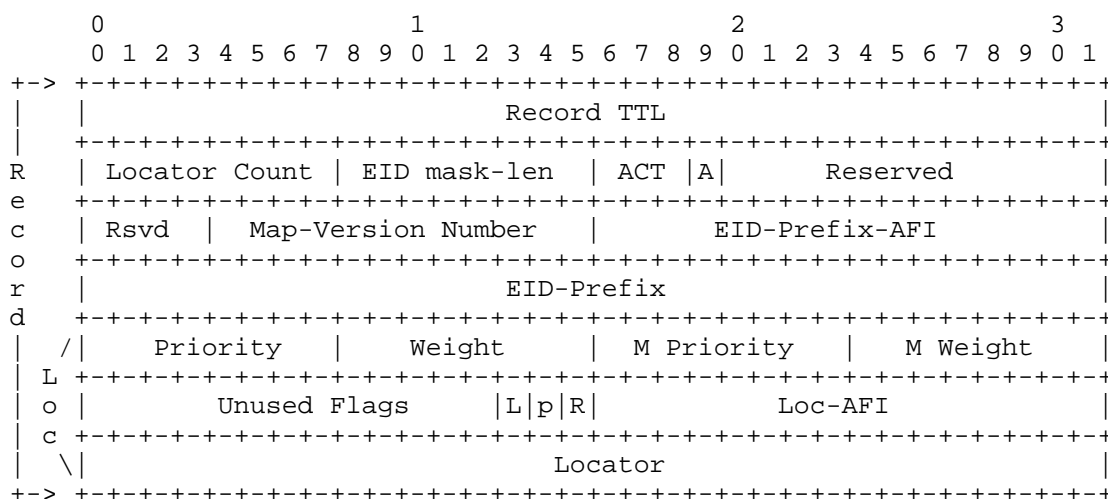 0                   1                   2                   3
        0 1 2 3 4 5 6 7 8 9 0 1 2 3 4 5 6 7 8 9 0 1 2 3 4 5 6 7 8 9 0 1
+->    +-+-+-+-+-+-+-+-+-+-+-+-+-+-+-+-+-+-+-+-+-+-+-+-+-+-+-+-+-+-+-+-+
|      |                          Record TTL                           |
|      +-+-+-+-+-+-+-+-+-+-+-+-+-+-+-+-+-+-+-+-+-+-+-+-+-+-+-+-+-+-+-+-+
R      | Locator Count | EID mask-len  | ACT |A|      Reserved         |
e      +-+-+-+-+-+-+-+-+-+-+-+-+-+-+-+-+-+-+-+-+-+-+-+-+-+-+-+-+-+-+-+-+
c      | Rsvd  |  Map-Version Number   |       EID-Prefix-AFI          |
o      +-+-+-+-+-+-+-+-+-+-+-+-+-+-+-+-+-+-+-+-+-+-+-+-+-+-+-+-+-+-+-+-+
r      |                          EID-Prefix                           |
d      +-+-+-+-+-+-+-+-+-+-+-+-+-+-+-+-+-+-+-+-+-+-+-+-+-+-+-+-+-+-+-+-+
|     /|    Priority   |    Weight     |  M Priority   |   M Weight    |
|    L +-+-+-+-+-+-+-+-+-+-+-+-+-+-+-+-+-+-+-+-+-+-+-+-+-+-+-+-+-+-+-+-+
|    o |        Unused Flags     |L|p|R|           Loc-AFI             |
|    c +-+-+-+-+-+-+-+-+-+-+-+-+-+-+-+-+-+-+-+-+-+-+-+-+-+-+-+-+-+-+-+-+
|     \|                             Locator                           |
+->    +-+-+-+-+-+-+-+-+-+-+-+-+-+-+-+-+-+-+-+-+-+-+-+-+-+-+-+-+-+-+-+-+